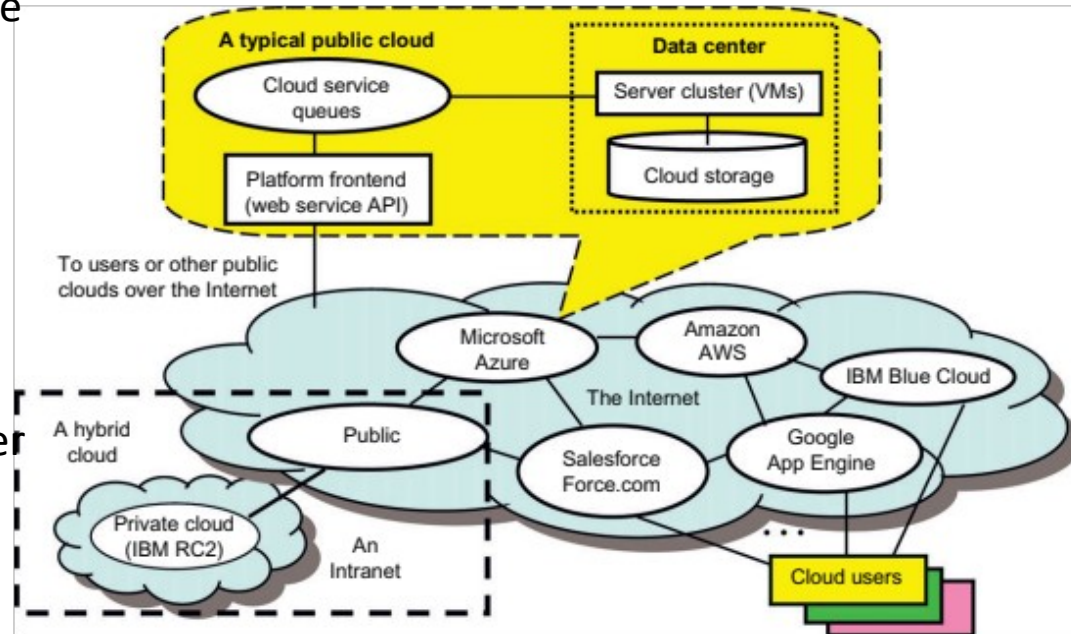 e
A typical public cloud
Data center
Cloud service
queues
Server cluster (VMs)
Cloud storage
Platform frontend
(web service API)
To users or other public
clouds over the Internet
Microsoft
Azure
Amazon
AWS
IBM Blue Cloud
The Internet
A hybrid
cloud
er
Public
Salesforce
Force.com
Google
App Engine
Private cloud
(IBM RC2)
An
Intranet
...
Cloud users